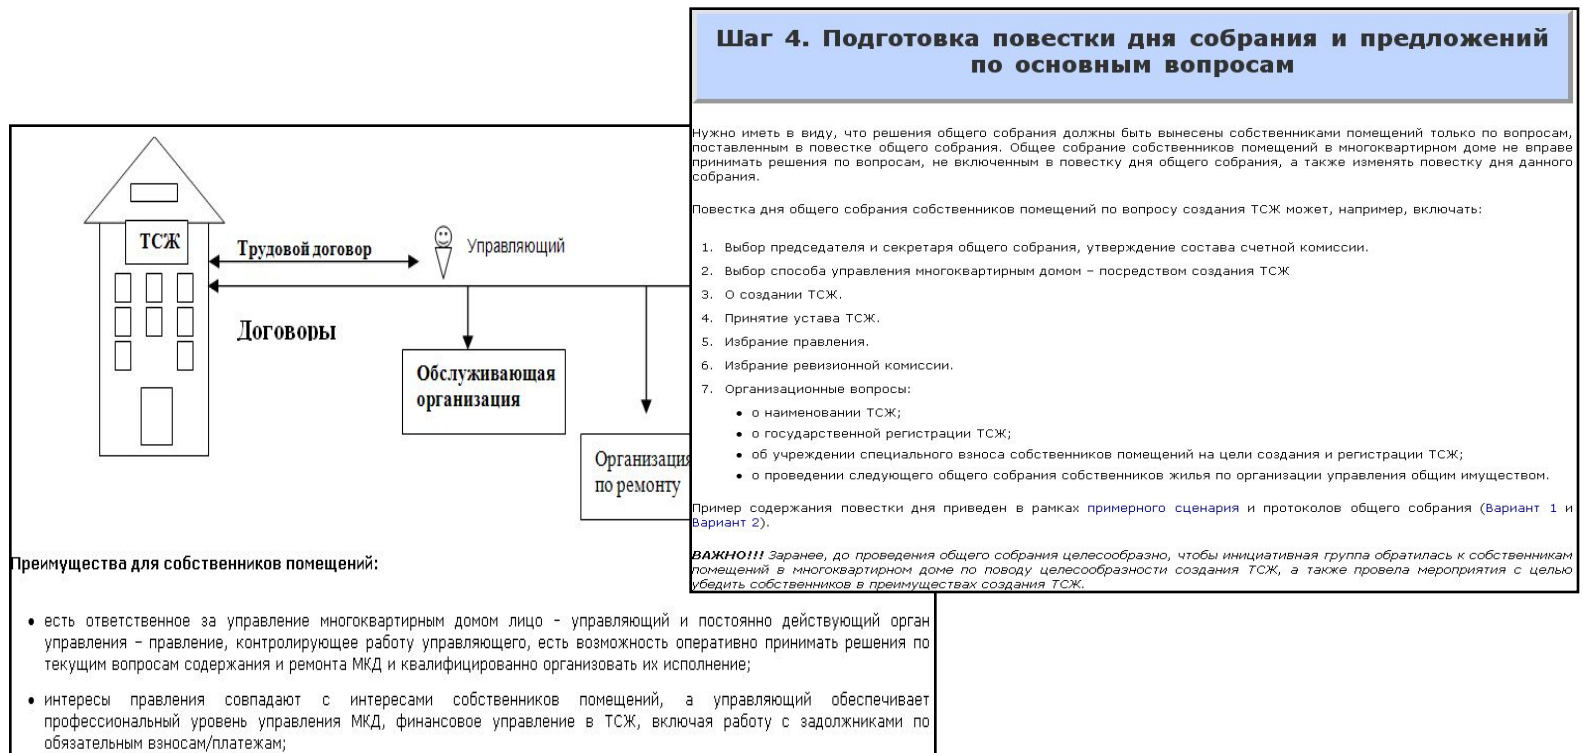 Шаг 4. Подготовка повестки дня собрания и предложений
по основным вопросам
Нужно иметь в виду, что решения общего собрания должны быть вынесены собственниками помещений только по вопросам,
поставленным в повестке общего собрания. Общее собрание собственников помещений в многоквартирном доме не вправе
принимать решения по вопросам, не включенным в повестку дня общего собрания, а также изменять повестку дня данного
собрания.
Повестка дня общего собрания собственников помещений по вопросу создания ТСЖ может, например, включать:
1. Выбор председателя и секретаря общего собрания, утверждение состава счетной комиссии.
2. Выбор способа управления многоквартирным домом – посредством создания ТСЖ
3. О создании ТСЖ.
4. Принятие устава ТСЖ.
5. Избрание правления.
6. Избрание ревизионной комиссии.
7. Организационные вопросы:
• о наименовании ТСЖ;
• о государственной регистрации ТСЖ;
• об учреждении специального взноса собственников помещений на цели создания и регистрации ТСЖ;
• о проведении следующего общего собрания собственников жилья по организации управления общим имуществом.
Пример содержания повестки дня приведен в рамках примерного сценария и протоколов общего собрания (Вариант 1 и
Вариант 2).
ВАЖНО!!! Заранее, до проведения общего собрания целесообразно, чтобы инициативная группа обратилась к собственникам
помещений в многоквартирном доме по поводу целесообразности создания ТСЖ, а также провела мероприятия с целью
убедить собственников в преимуществах создания ТСЖ.
ТСЖ
Трудовой договор
Управляющий
Договоры
Обслуживающая
организация
Организация
по ремонту
Преимущества для собственников помещений:
• есть ответственное за управление многоквартирным домом лицо - управляющий и постоянно действующий орган
управления – правление, контролирующее работу управляющего, есть возможность оперативно принимать решения по
текущим вопросам содержания и ремонта МКД и квалифицированно организовать их исполнение;
• интересы правления совпадают с интересами собственников помещений, а управляющий обеспечивает
профессиональный уровень управления МКД, финансовое управление в ТСЖ, включая работу с задолжниками по
обязательным взносам/платежам;